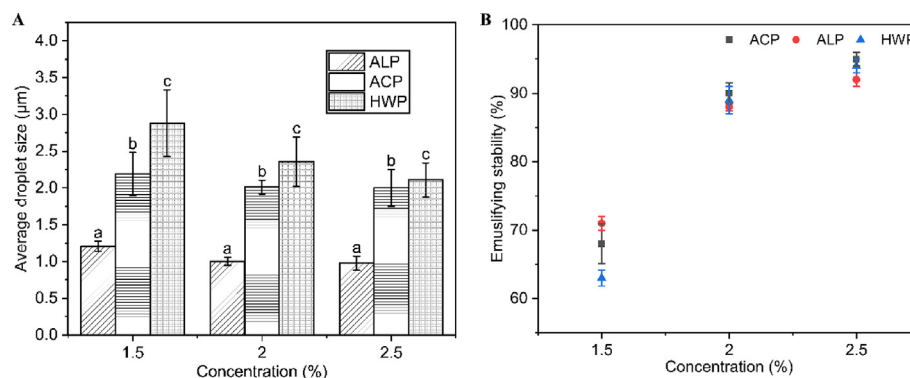 A
4.0
3.5
3.0
2.5
2.0
1.5
1.0
0.5
0.0
Average droplet size (μm)
ALP
ACP
HWP
a
b
c
a
b
c
a
b
c
1.5
2
2.5
Concentration (%)
B
100
90
80
70
60
Emuslifying stability (%)
ACP ALP HWP
1.5
2
2.5
Concentration (%)